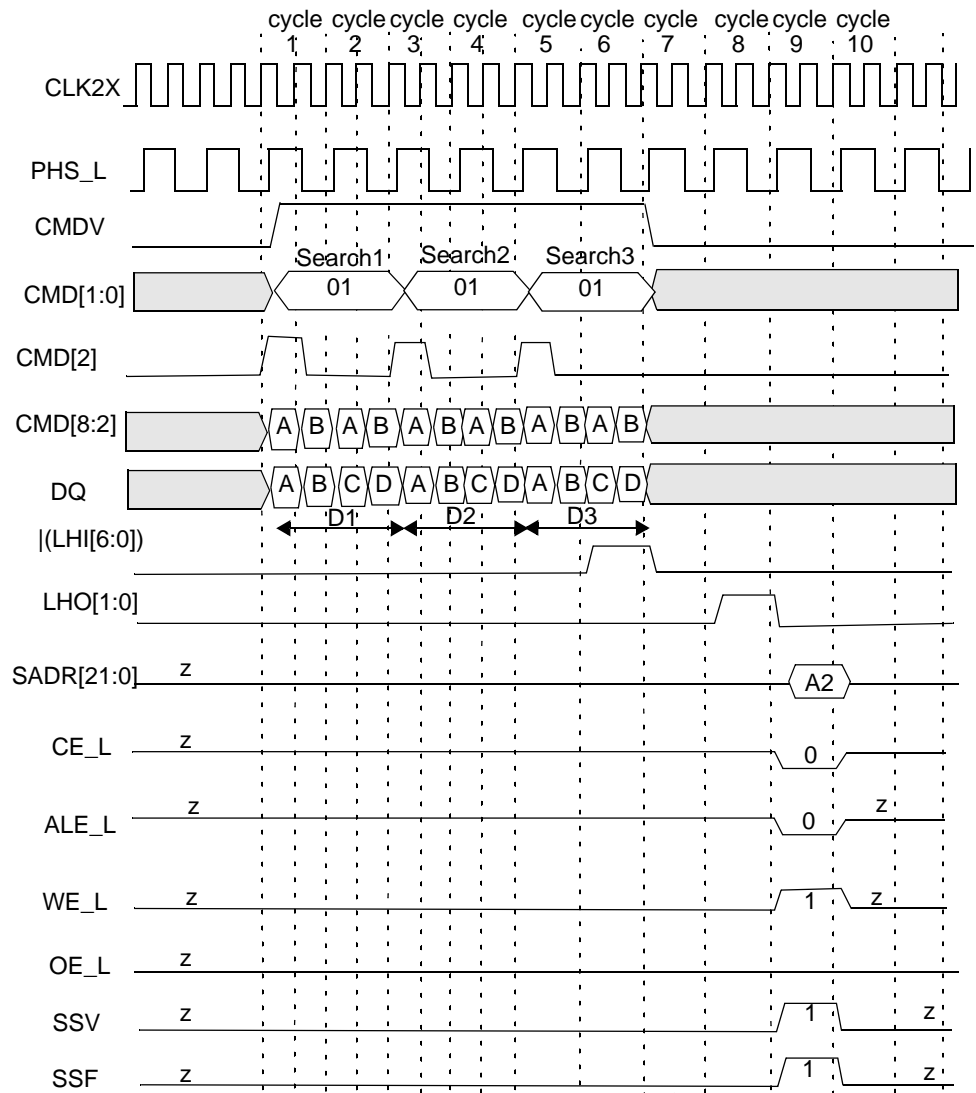 cycle cycle cycle cycle cycle cycle cycle cycle cycle cycle
1 2 3 4 5 6 7 8 9 10
CLK2X
PHS_L
CMDV
Search1 Search2 Search3
CMD[1:0] 01 01 01
CMD[2]
CMD[8:2] A B A B A B A B A B A B
DQ A B C D A B C D A B C D
D1 D2 D3
|(LHI[6:0])
LHO[1:0]
SADR[21:0] z A2
CE_L z 0
ALE_L z 0 z
WE_L z 1 z
OE_L z
SSV z 1 z
SSF z 1 z